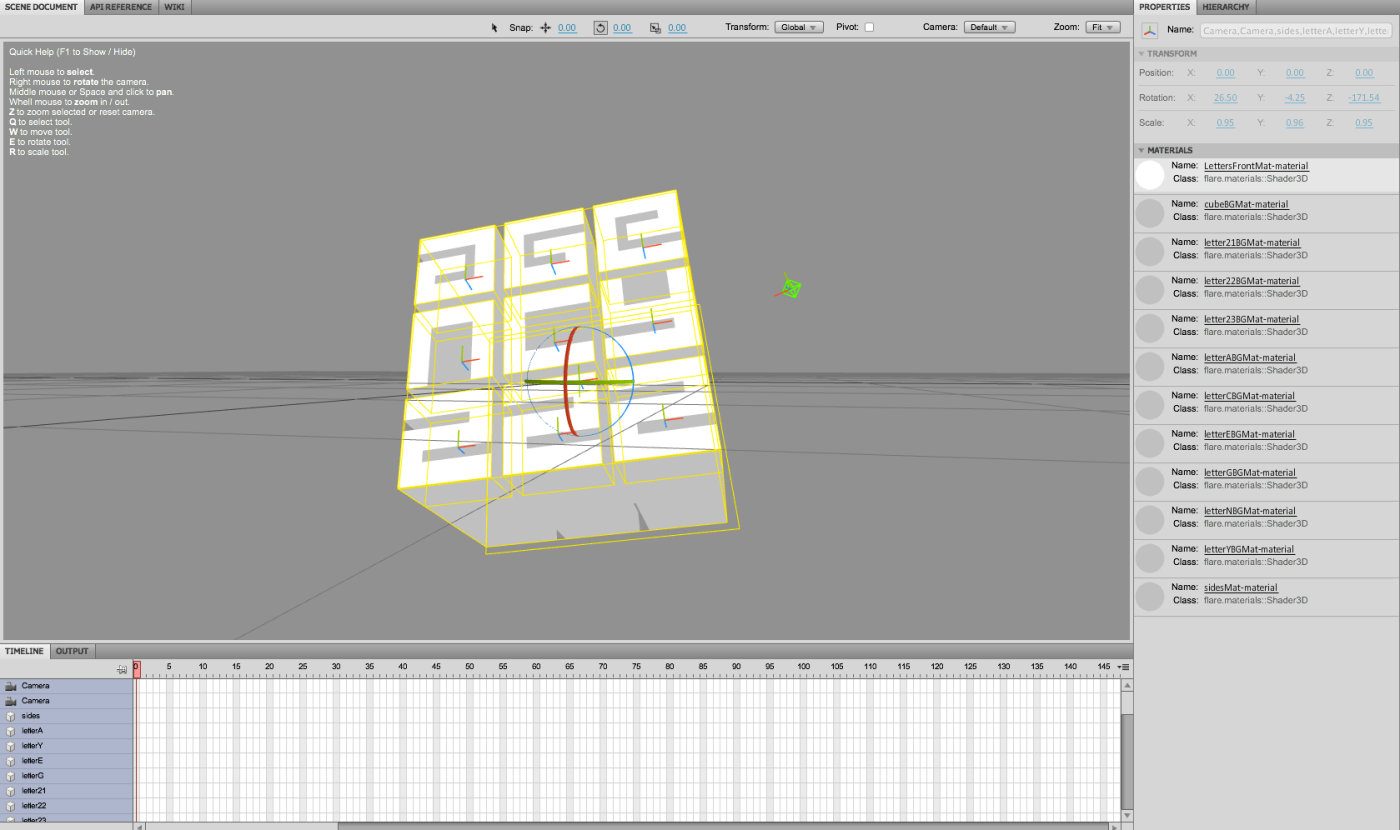 SCENE DOCUMENT API REFERENCE WIKI
Snap: 0.00 0.00 0.00 Transform: Global Pivot: Camera: Default Zoom: Fit
Quick Help (F1 to Show / Hide)
Left mouse to select.
Right mouse to rotate the camera.
Middle mouse or Space and click to pan.
Whell mouse to zoom in / out.
Z to zoom selected or reset camera.
Q to select tool.
W to move tool.
E to rotate tool.
R to scale tool.
PROPERTIES HIERARCHY
Name: Camera,Camera,sides,letterA,letterY,lette
TRANSFORM
Position: X: 0.00 Y: 0.00 Z: 0.00
Rotation: X: 26.50 Y: -4.25 Z: -171.54
Scale: X: 0.95 Y: 0.96 Z: 0.95
MATERIALS
Name: LettersFrontMat-material
Class: flare.materials::Shader3D
Name: cubeBGMat-material
Class: flare.materials::Shader3D
Name: letter21BGMat-material
Class: flare.materials::Shader3D
Name: letter22BGMat-material
Class: flare.materials::Shader3D
Name: letter23BGMat-material
Class: flare.materials::Shader3D
Name: letterABGMat-material
Class: flare.materials::Shader3D
Name: letterCBGMat-material
Class: flare.materials::Shader3D
Name: letterEBGMat-material
Class: flare.materials::Shader3D
Name: letterGBGMat-material
Class: flare.materials::Shader3D
Name: letterNBGMat-material
Class: flare.materials::Shader3D
Name: letterYBGMat-material
Class: flare.materials::Shader3D
Name: sidesMat-material
Class: flare.materials::Shader3D
TIMELINE OUTPUT
0 5 10 15 20 25 30 35 40 45 50 55 60 65 70 75 80 85 90 95 100 105 110 115 120 125 130 135 140 145
Camera
Camera
sides
letterA
letterY
letterE
letterG
letter21
letter22
letter23